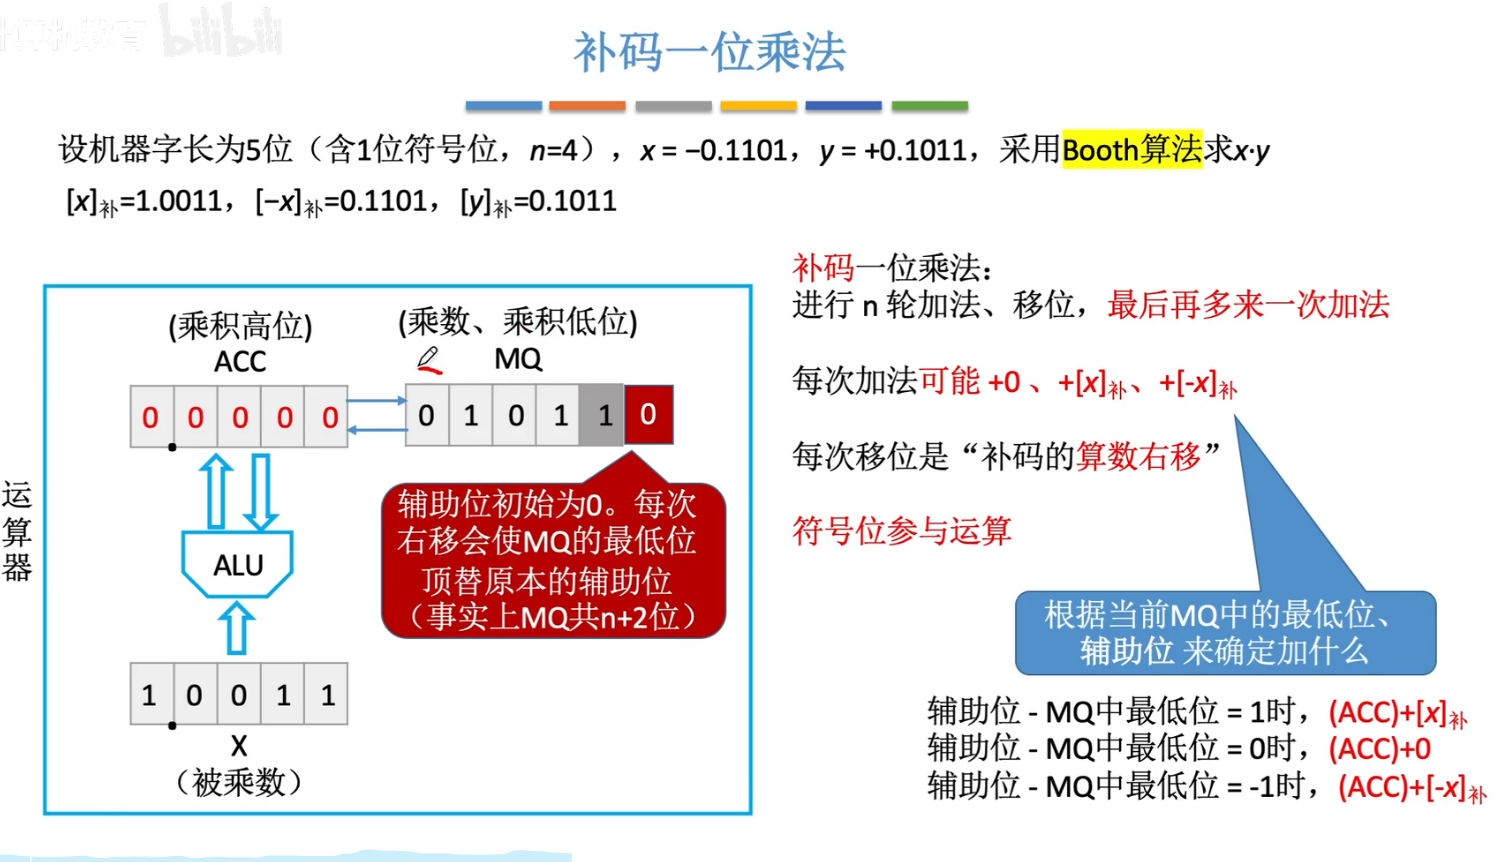 计算机教育 bilibili
补码一位乘法
设机器字长为5位（含1位符号位，n=4），x = −0.1101，y = +0.1011，采用Booth算法求x·y
[x]补=1.0011，[−x]补=0.1101，[y]补=0.1011
补码一位乘法：
进行 n 轮加法、移位，最后再多来一次加法
每次加法可能 +0 、+[x]补、+[-x]补
每次移位是“补码的算数右移”
符号位参与运算
根据当前MQ中的最低位、
辅助位 来确定加什么
辅助位 - MQ中最低位 = 1时，(ACC)+[x]补
辅助位 - MQ中最低位 = 0时，(ACC)+0
辅助位 - MQ中最低位 = -1时，(ACC)+[-x]补
运算器
(乘积高位)
ACC
(乘数、乘积低位)
MQ
0 0 0 0 0
0 1 0 1 1 0
辅助位初始为0。每次
右移会使MQ的最低位
顶替原本的辅助位
（事实上MQ共n+2位）
ALU
1 0 0 1 1
X
（被乘数）